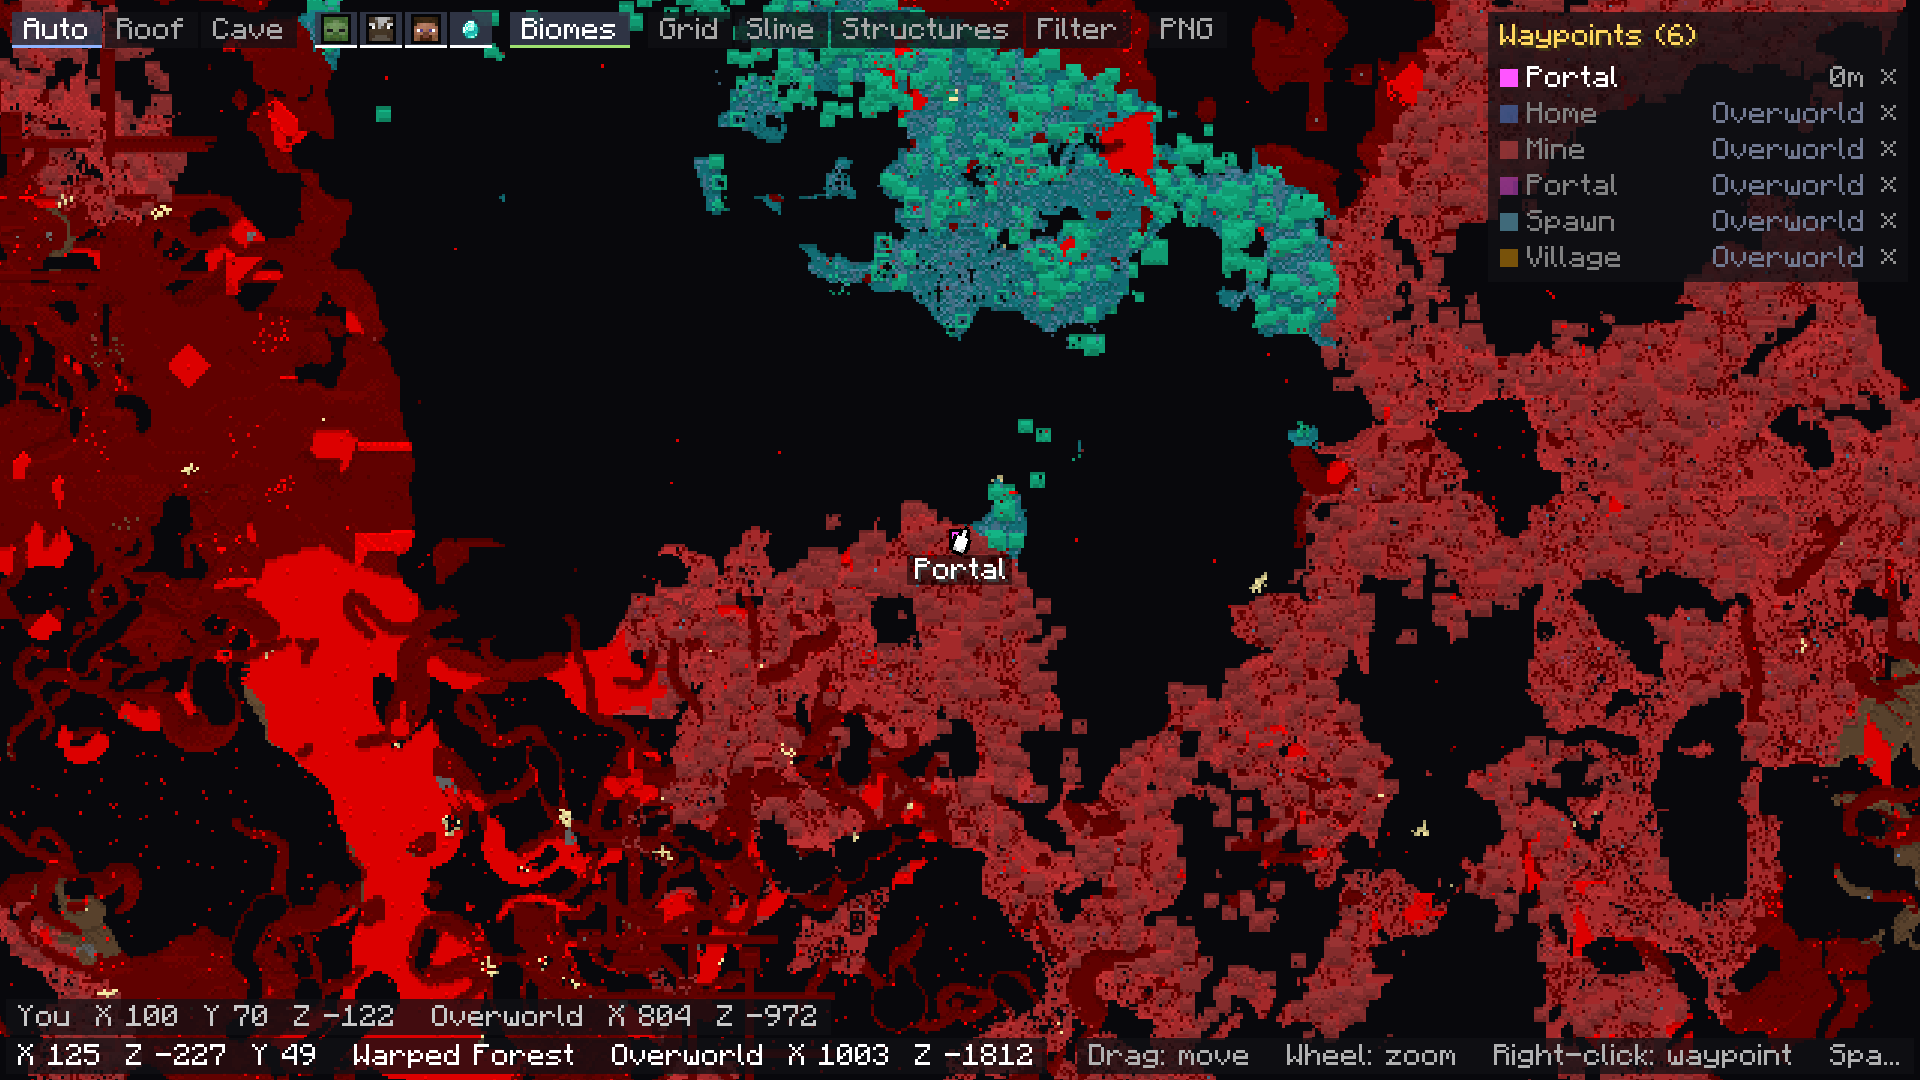 Auto Roof Cave Biomes Grid Slime Structures Filter PNG
Waypoints (6)
Portal 0m ×
Home Overworld ×
Mine Overworld ×
Portal Overworld ×
Spawn Overworld ×
Village Overworld ×
Portal
You X 100 Y 70 Z -122 Overworld X 804 Z -972
X 125 Z -227 Y 49 Warped Forest Overworld X 1003 Z -1812 Drag: move Wheel: zoom Right-click: waypoint Spa...